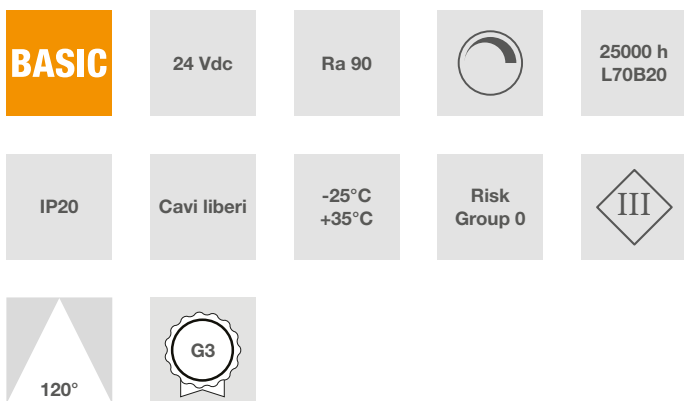 BASIC
24 Vdc
Ra 90
25000 h
L70B20
IP20
Cavi liberi
-25°C
+35°C
Risk
Group 0
III
120°
G3